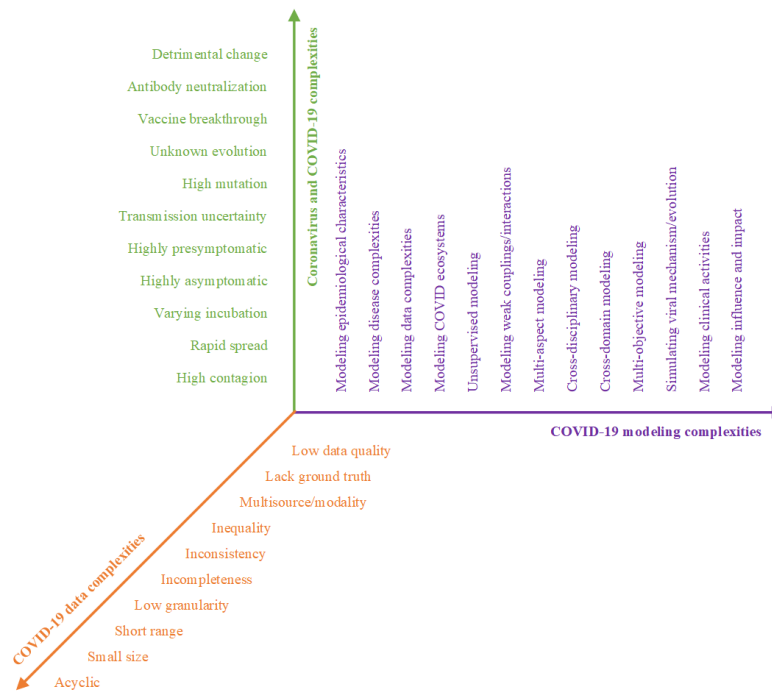 Detrimental change
Antibody neutralization
Vaccine breakthrough
Unknown evolution
High mutation
Transmission uncertainty
Highly presymptomatic
Highly asymptomatic
Varying incubation
Rapid spread
High contagion
Coronavirus and COVID-19 complexities
Modeling epidemiological characteristics
Modeling disease complexities
Modeling data complexities
Modeling COVID ecosystems
Unsupervised modeling
Modeling weak couplings/interactions
Multi-aspect modeling
Cross-disciplinary modeling
Cross-domain modeling
Multi-objective modeling
Simulating viral mechanism/evolution
Modeling clinical activities
Modeling influence and impact
COVID-19 modeling complexities
Low data quality
Lack ground truth
Multisource/modality
Inequality
Inconsistency
Incompleteness
Low granularity
Short range
Small size
Acyclic
COVID-19 data complexities